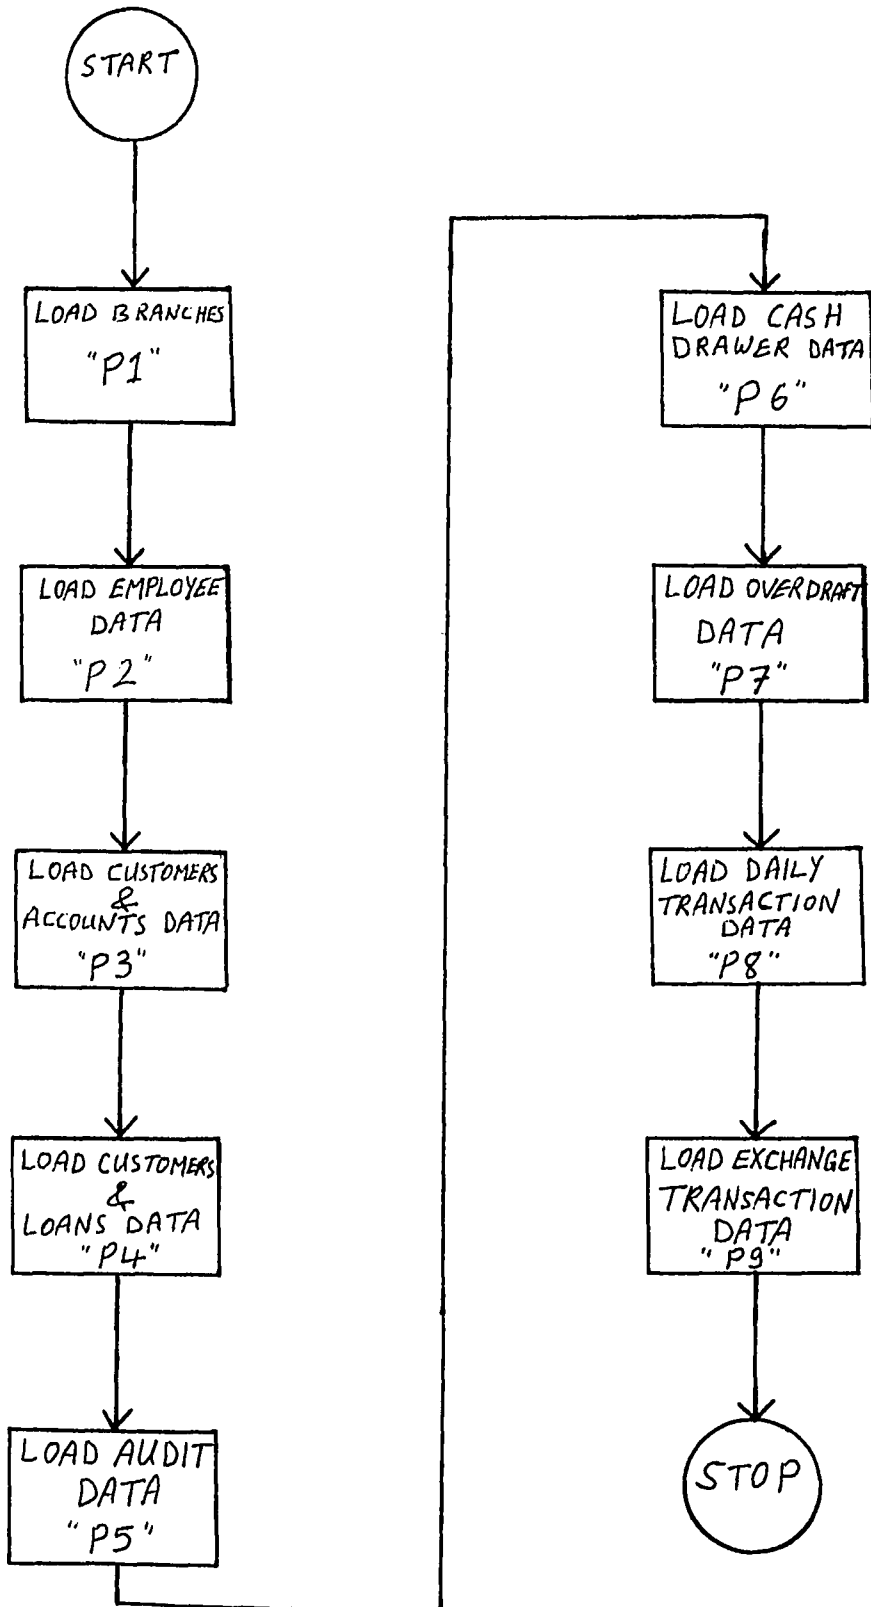 START
LOAD BRANCHES
"P1"
LOAD EMPLOYEE
DATA
"P2"
LOAD CUSTOMERS
&
ACCOUNTS DATA
"P3"
LOAD CUSTOMERS
&
LOANS DATA
"P4"
LOAD AUDIT
DATA
"P5"
LOAD CASH
DRAWER DATA
"P6"
LOAD OVERDRAFT
DATA
"P7"
LOAD DAILY
TRANSACTION
DATA
"P8"
LOAD EXCHANGE
TRANSACTION
DATA
"P9"
STOP